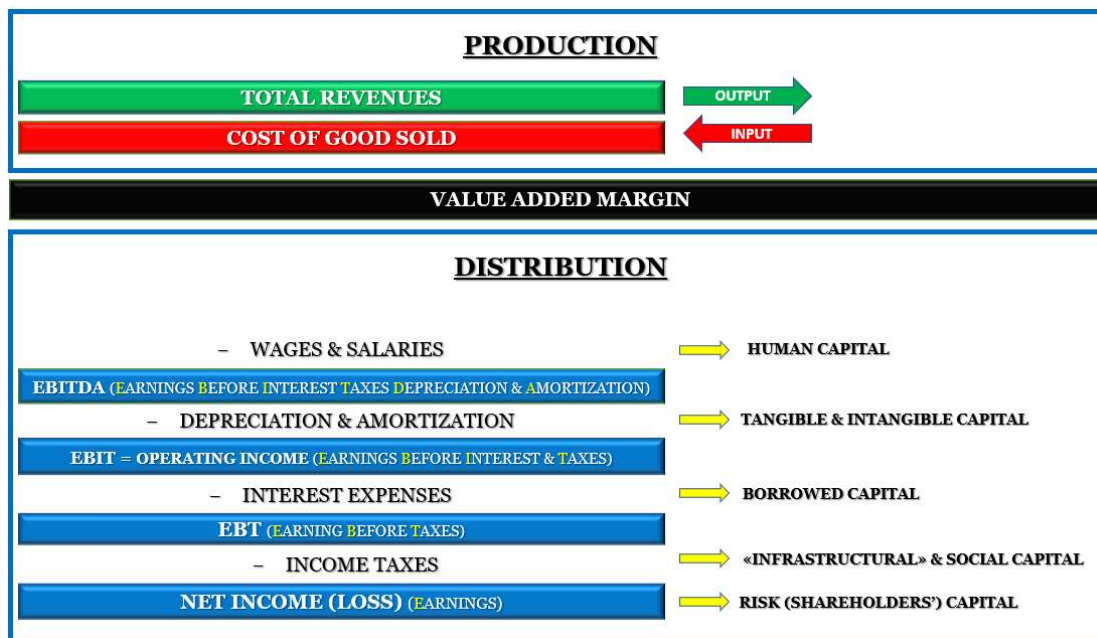 PRODUCTION
TOTAL REVENUES
OUTPUT
COST OF GOOD SOLD
INPUT
VALUE ADDED MARGIN
DISTRIBUTION
– WAGES & SALARIES
HUMAN CAPITAL
EBITDA (EARNINGS BEFORE INTEREST TAXES DEPRECIATION & AMORTIZATION)
– DEPRECIATION & AMORTIZATION
TANGIBLE & INTANGIBLE CAPITAL
EBIT = OPERATING INCOME (EARNINGS BEFORE INTEREST & TAXES)
– INTEREST EXPENSES
BORROWED CAPITAL
EBT (EARNING BEFORE TAXES)
– INCOME TAXES
«INFRASTRUCTURAL» & SOCIAL CAPITAL
NET INCOME (LOSS) (EARNINGS)
RISK (SHAREHOLDERS') CAPITAL